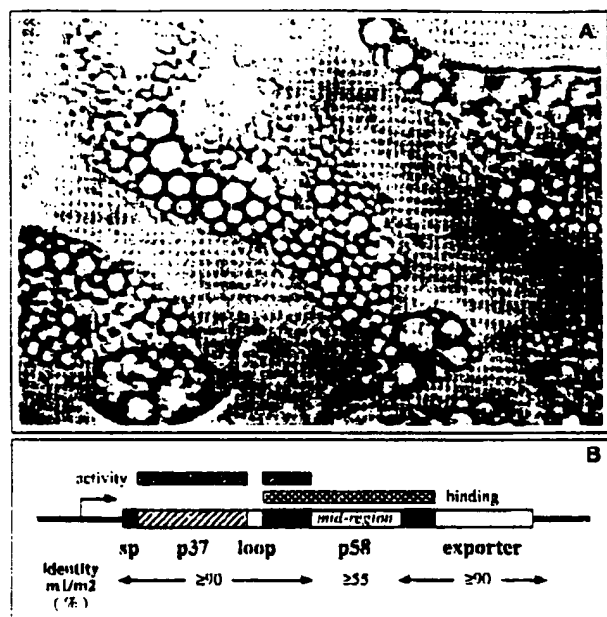 A
B
activity
binding
mid-region
sp p37 loop p58 exporter
identity
m1/m2 ≥90 ≥55 ≥90
(%)